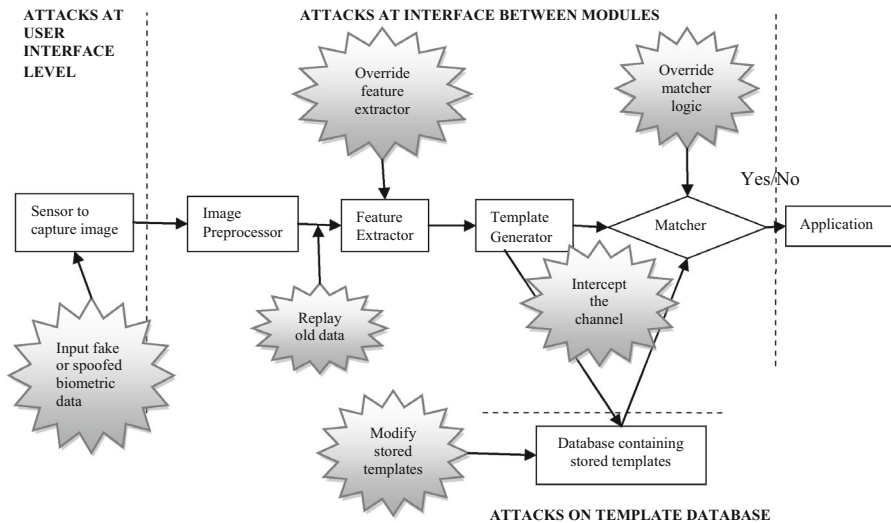 ATTACKS AT
USER
INTERFACE
LEVEL
ATTACKS AT INTERFACE BETWEEN MODULES
Override
feature
extractor
Override
matcher
logic
Yes/No
Sensor to
capture image
Image
Preprocessor
Feature
Extractor
Template
Generator
Matcher
Application
Input fake
or spoofed
biometric
data
Replay
old data
Intercept
the
channel
Modify
stored
templates
Database containing
stored templates
ATTACKS ON TEMPLATE DATABASE